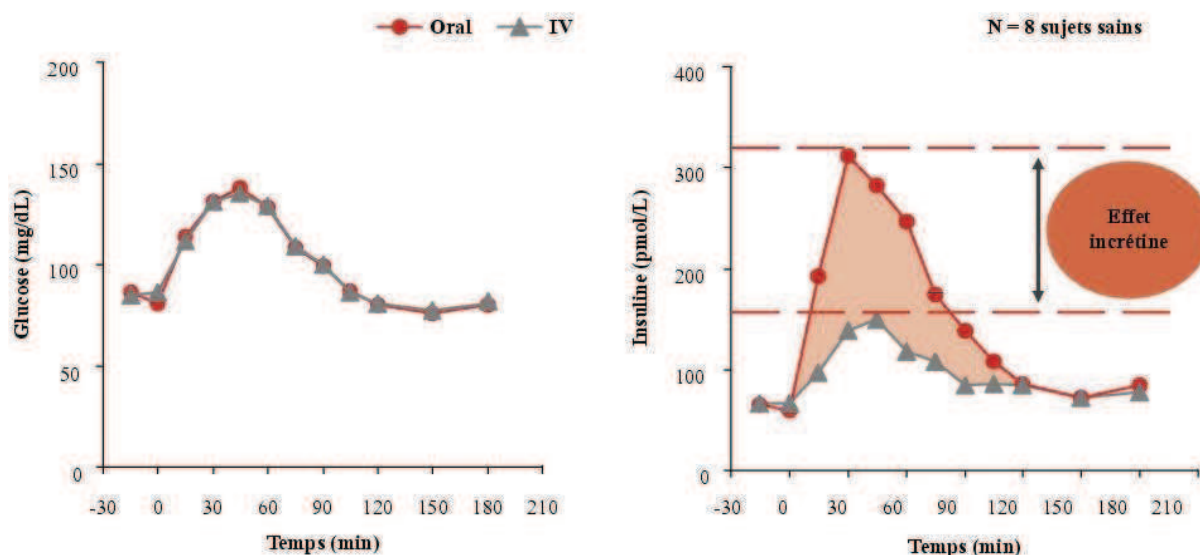 Oral IV
N = 8 sujets sains
200
150
100
50
0
Glucose (mg/dL)
-30 0 30 60 90 120 150 180 210
Temps (min)
400
300
200
100
0
Insuline (pmol/L)
-30 0 30 60 90 120 150 180 210
Temps (min)
Effet
incrétine